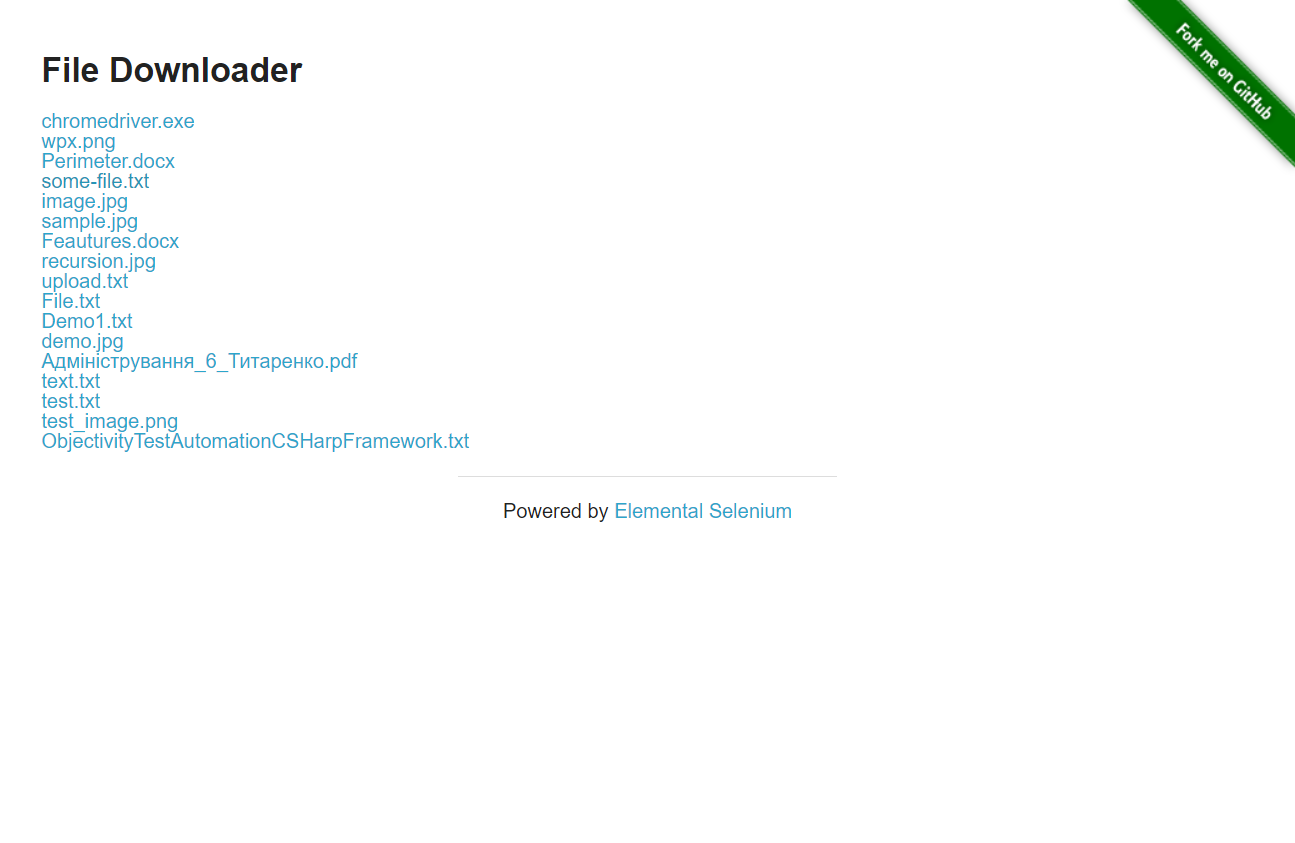 Fork me on GitHub
File Downloader
chromedriver.exe
wpx.png
Perimeter.docx
some-file.txt
image.jpg
sample.jpg
Feautures.docx
recursion.jpg
upload.txt
File.txt
Demo1.txt
demo.jpg
Адміністрування_6_Титаренко.pdf
text.txt
test.txt
test_image.png
ObjectivityTestAutomationCSHarpFramework.txt
Powered by Elemental Selenium